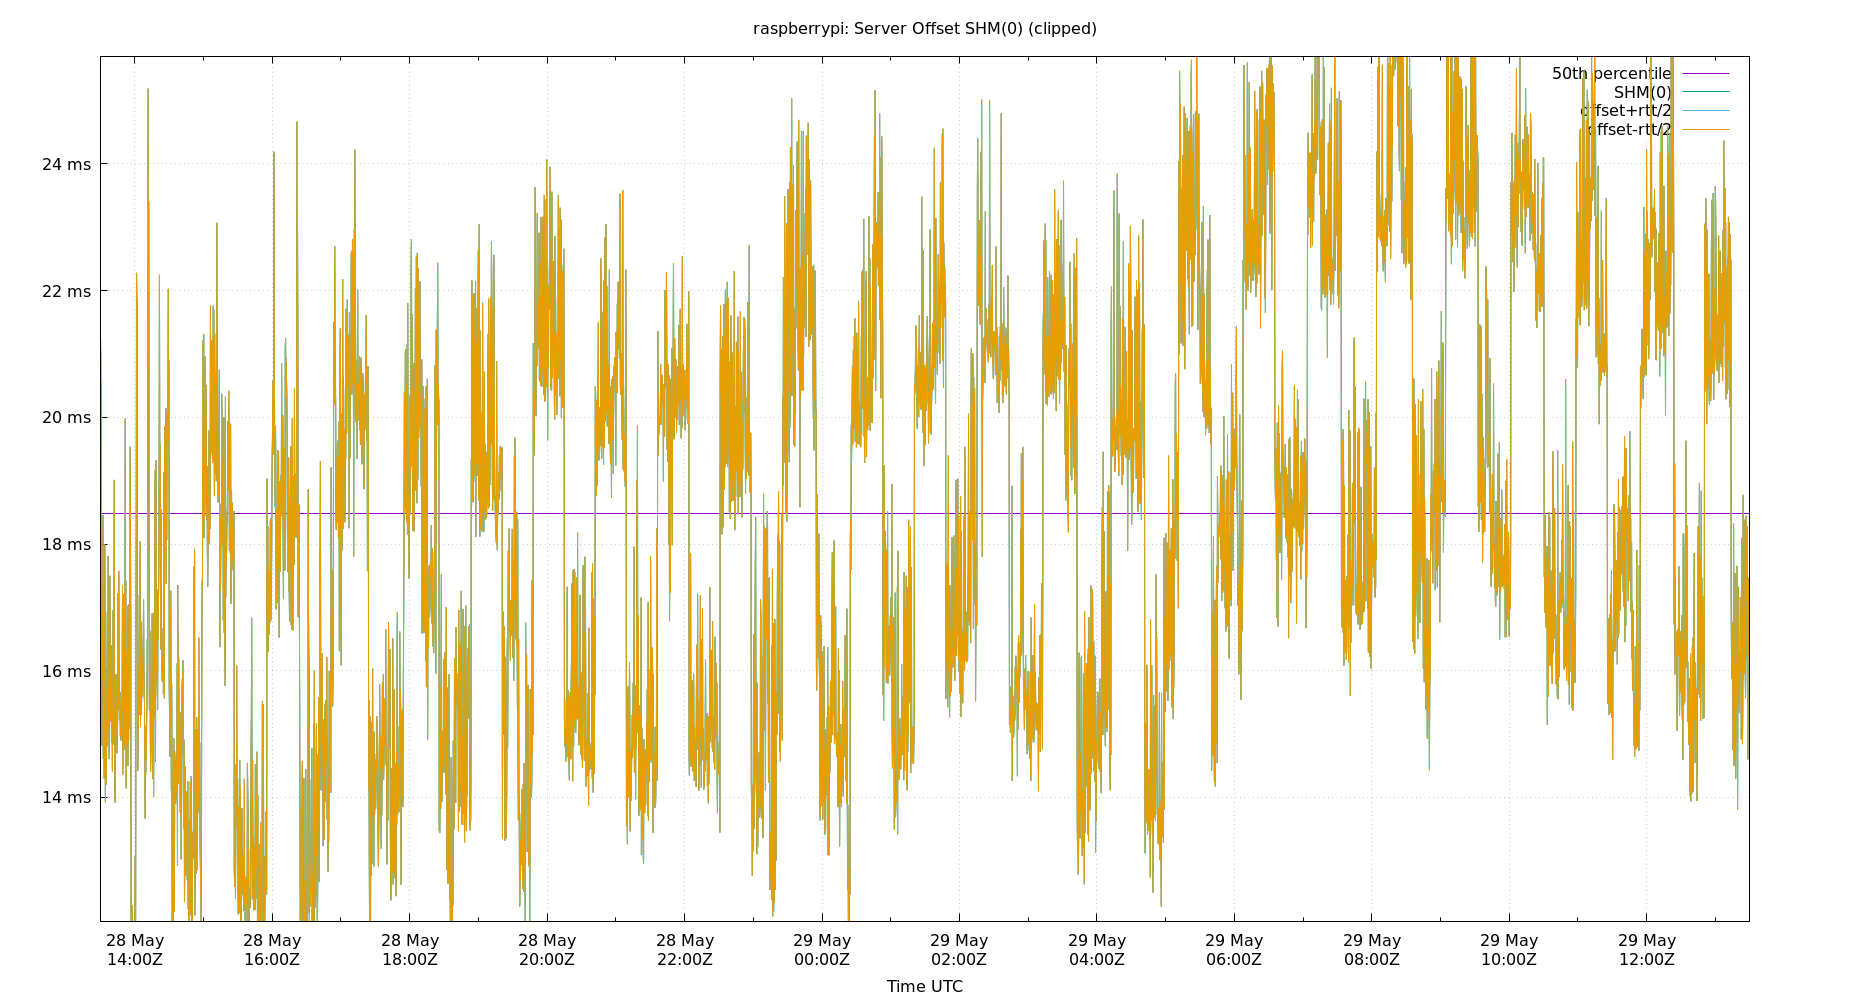 raspberrypi: Server Offset SHM(0) (clipped)
50th percentile
SHM(0)
offset+rtt/2
offset-rtt/2
24 ms
22 ms
20 ms
18 ms
16 ms
14 ms
28 May 28 May 28 May 28 May 28 May 29 May 29 May 29 May 29 May 29 May 29 May 29 May
14:00Z 16:00Z 18:00Z 20:00Z 22:00Z 00:00Z 02:00Z 04:00Z 06:00Z 08:00Z 10:00Z 12:00Z
Time UTC